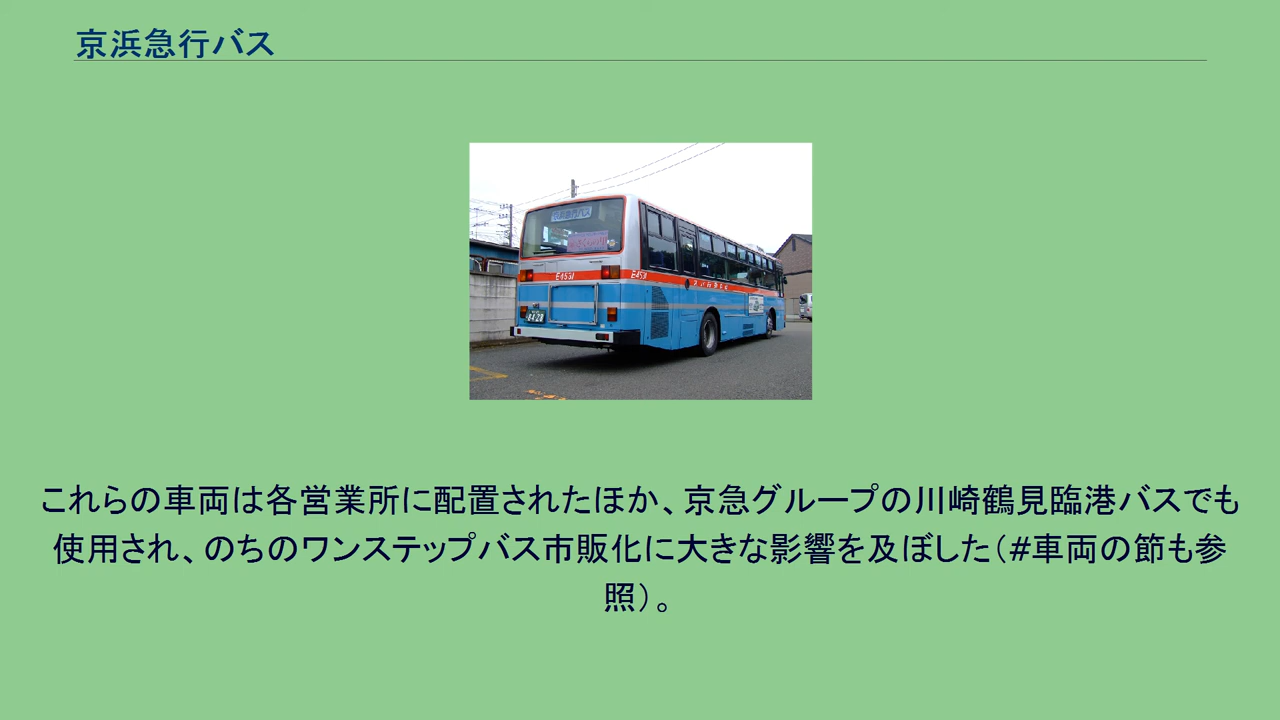 京浜急行バス
E4531
E4531
これらの車両は各営業所に配置されたほか、京急グループの川崎鶴見臨港バスでも
使用され、のちのワンステップバス市販化に大きな影響を及ぼした（#車両の節も参
照）。